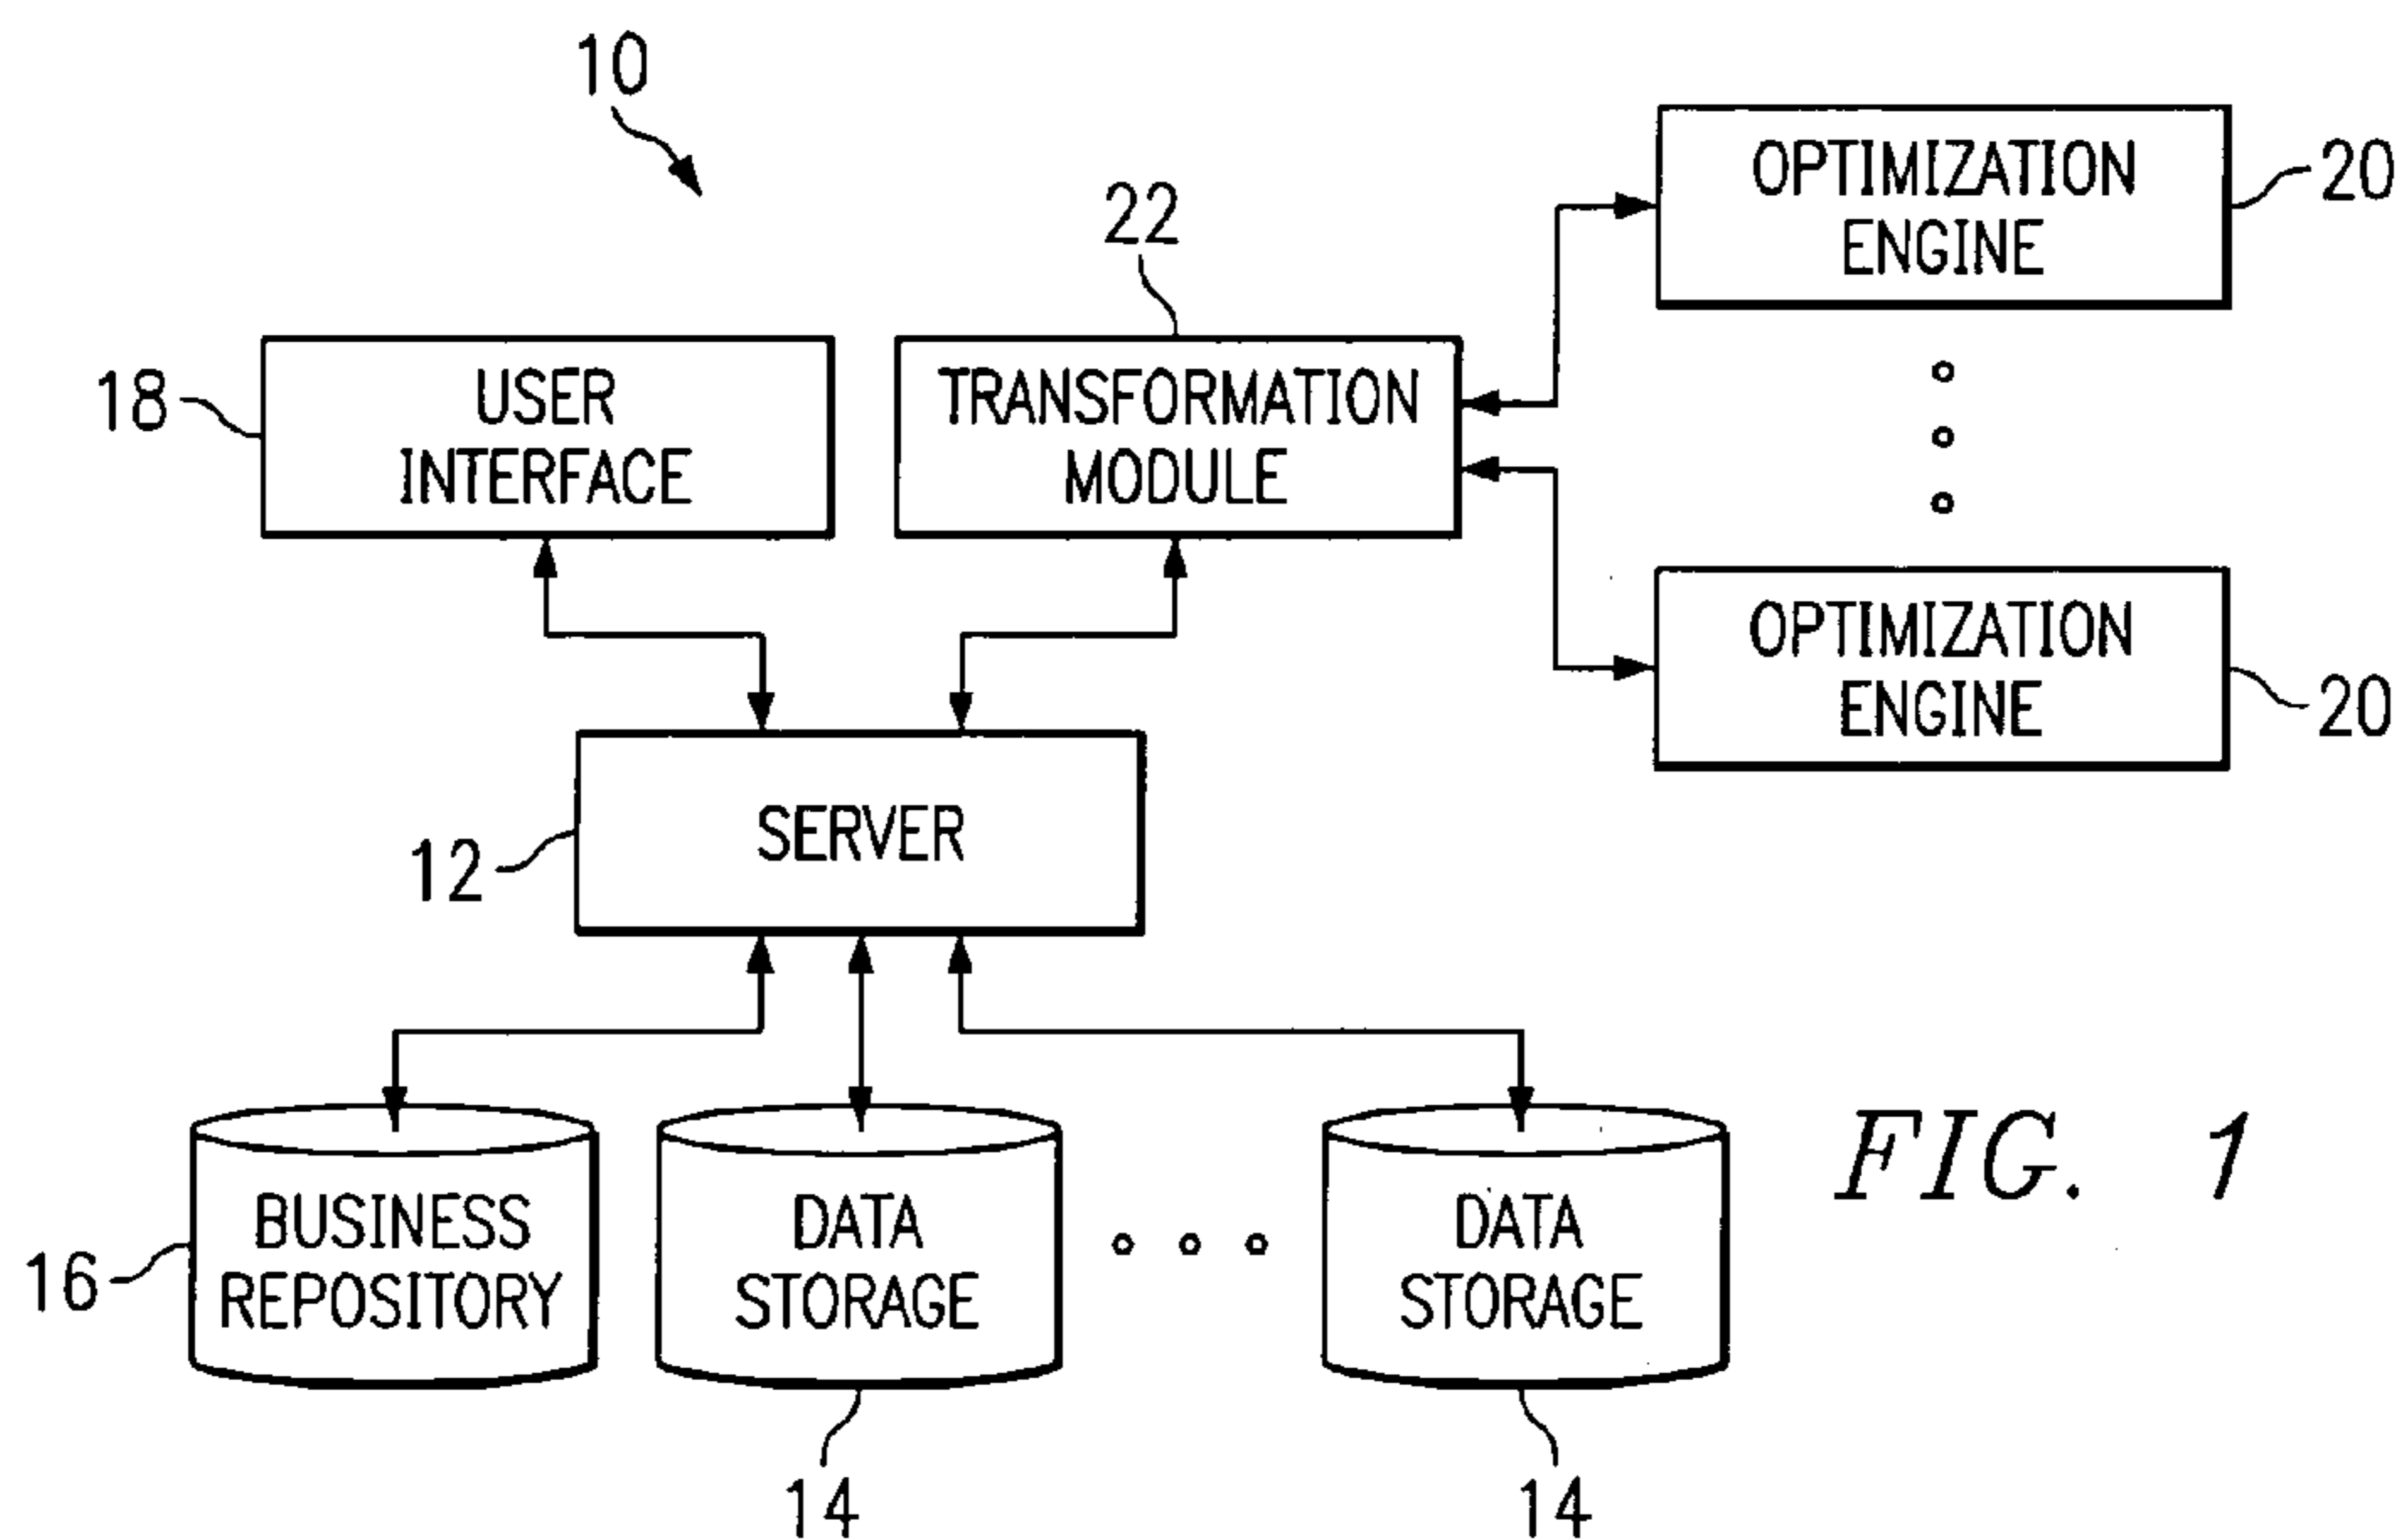 10
OPTIMIZATION
ENGINE
20
22
18
USER
INTERFACE
TRANSFORMATION
MODULE
OPTIMIZATION
ENGINE
20
SERVER
12
BUSINESS
REPOSITORY
16
DATA
STORAGE
14
DATA
STORAGE
14
FIG. 1